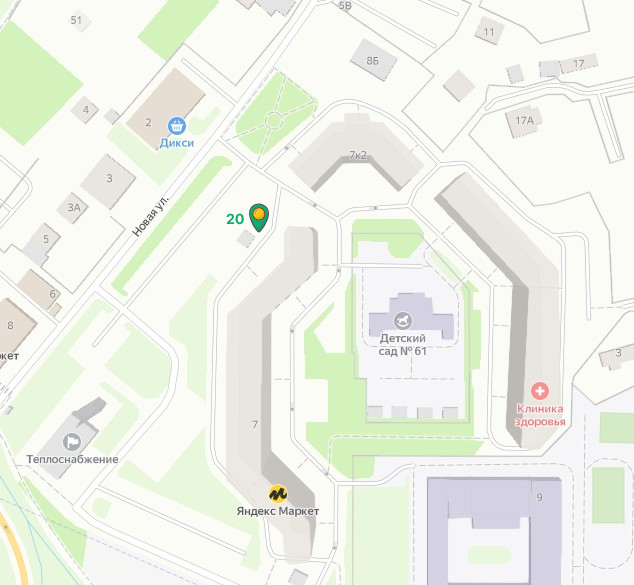 5В
51
11
8Б
17
4
2
Дикси
17А
7к2
3
3А
Новая ул.
20
5
6
8
кет
Детский
сад № 61
3
Клиника
здоровья
7
Теплоснабжение
9
Яндекс Маркет